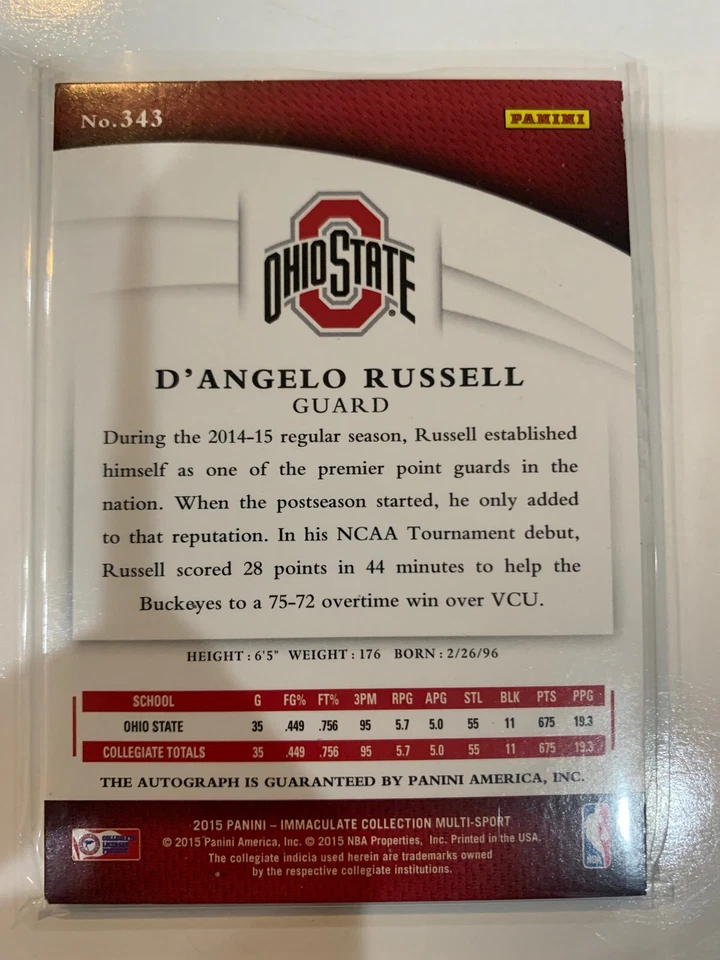 No.343
PANINI
OHIO STATE
®
D'ANGELO RUSSELL
GUARD
During the 2014-15 regular season, Russell established
himself as one of the premier point guards in the
nation. When the postseason started, he only added
to that reputation. In his NCAA Tournament debut,
Russell scored 28 points in 44 minutes to help the
Buckeyes to a 75-72 overtime win over VCU.
HEIGHT : 6'5" WEIGHT : 176 BORN : 2/26/96
SCHOOL G FG% FT% 3PM RPG APG STL BLK PTS PPG
OHIO STATE 35 .449 .756 95 5.7 5.0 55 11 675 19.3
COLLEGIATE TOTALS 35 .449 .756 95 5.7 5.0 55 11 675 19.3
THE AUTOGRAPH IS GUARANTEED BY PANINI AMERICA, INC.
2015 PANINI – IMMACULATE COLLECTION MULTI-SPORT
© 2015 Panini America, Inc. © 2015 NBA Properties, Inc. Printed in the USA.
The collegiate indicia used herein are trademarks owned
by the respective collegiate institutions.
NBA